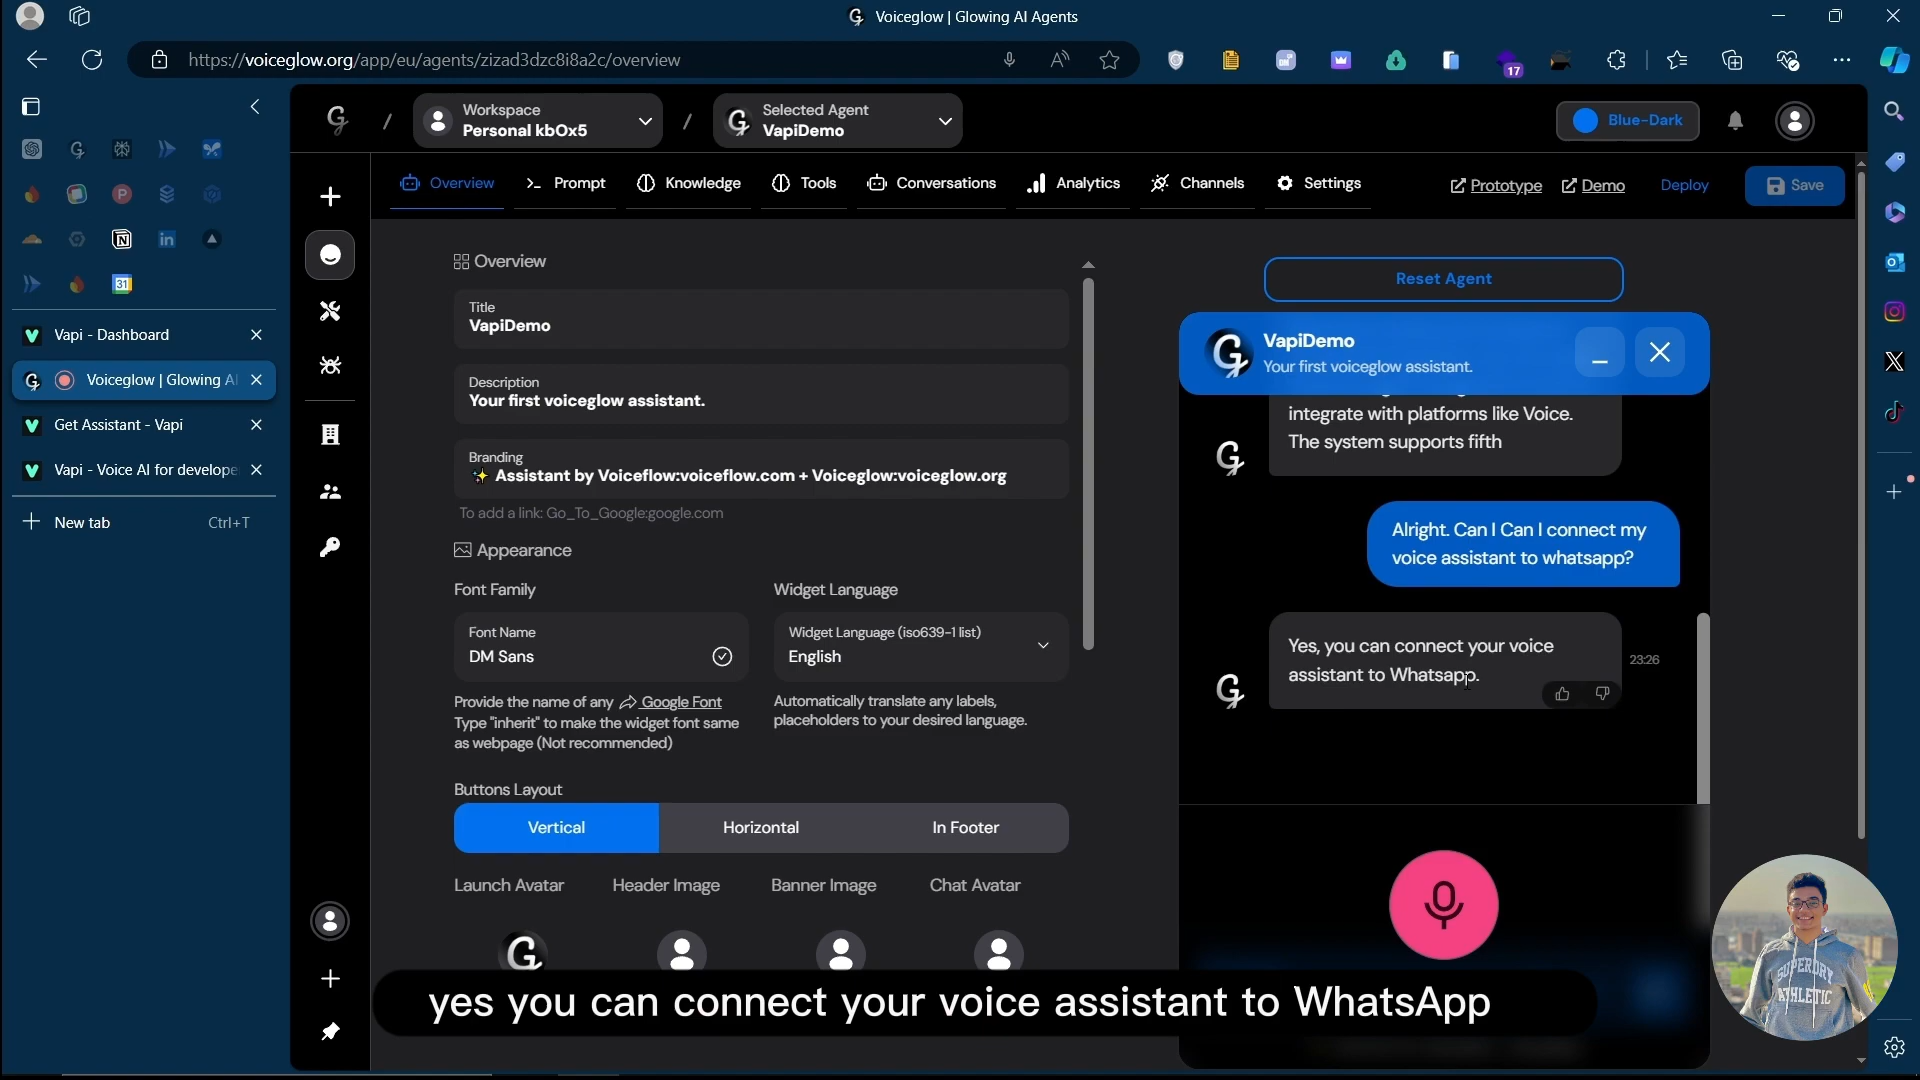 Voiceglow | Glowing AI Agents
https://voiceglow.org/app/eu/agents/zizad3dzc8i8a2c/overview
17
Workspace
Personal kbOx5
/
/
Selected Agent
VapiDemo
Blue-Dark
Overview
Prompt
Knowledge
Tools
Conversations
Analytics
Channels
Settings
Prototype
Demo
Deploy
Save
31
Vapi - Dashboard
Voiceglow | Glowing AI
Get Assistant - Vapi
Vapi - Voice AI for develope
New tab
Ctrl+T
Overview
Title
VapiDemo
Description
Your first voiceglow assistant.
Branding
✨ Assistant by Voiceflow:voiceflow.com + Voiceglow:voiceglow.org
To add a link: Go_To_Google:google.com
Appearance
Font Family
Widget Language
Font Name
DM Sans
Widget Language (iso639-1 list)
English
Provide the name of any Google Font
Type "inherit" to make the widget font same
as webpage (Not recommended)
Automatically translate any labels,
placeholders to your desired language.
Buttons Layout
Vertical
Horizontal
In Footer
Launch Avatar
Header Image
Banner Image
Chat Avatar
Reset Agent
VapiDemo
Your first voiceglow assistant.
integrate with platforms like Voice.
The system supports fifth
Alright. Can I Can I connect my
voice assistant to whatsapp?
Yes, you can connect your voice
assistant to Whatsapp.
23:26
yes you can connect your voice assistant to WhatsApp
SUPERDRY
ATHLETIC